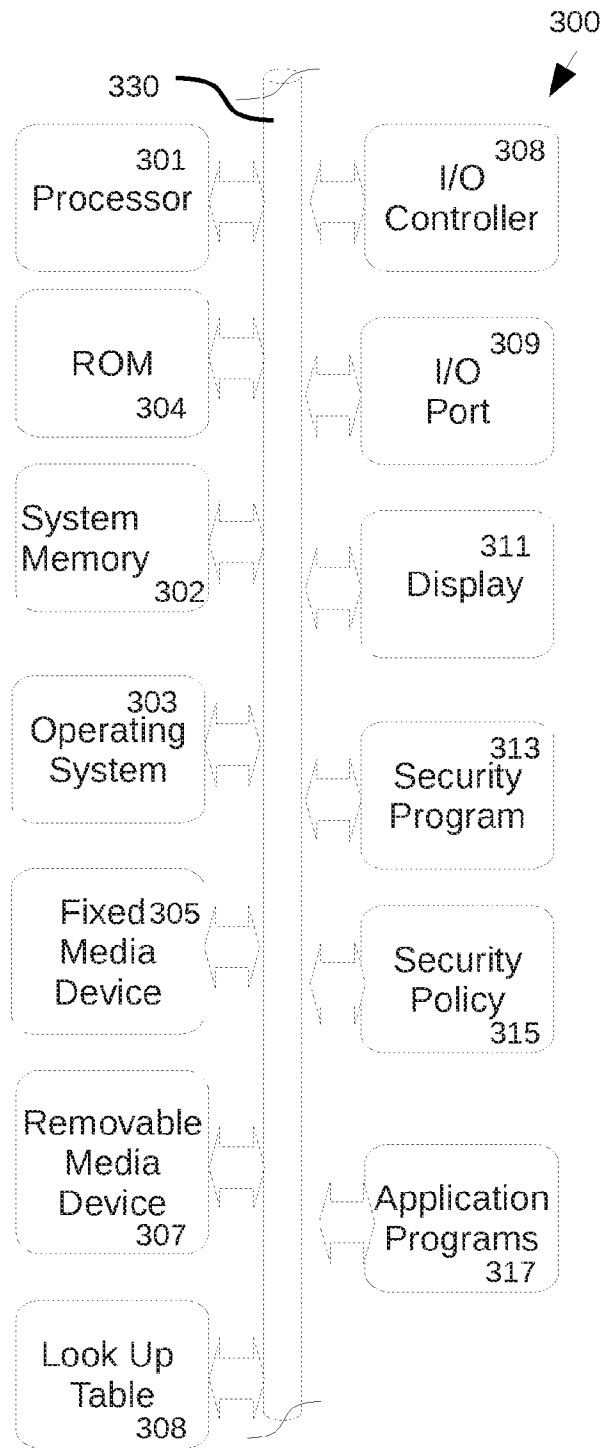 300
330
301
Processor
ROM
304
System
Memory
302
303
Operating
System
Fixed 305
Media
Device
Removable
Media
Device
307
Look Up
Table
308
308
I/O
Controller
309
I/O
Port
311
Display
313
Security
Program
Security
Policy
315
Application
Programs
317